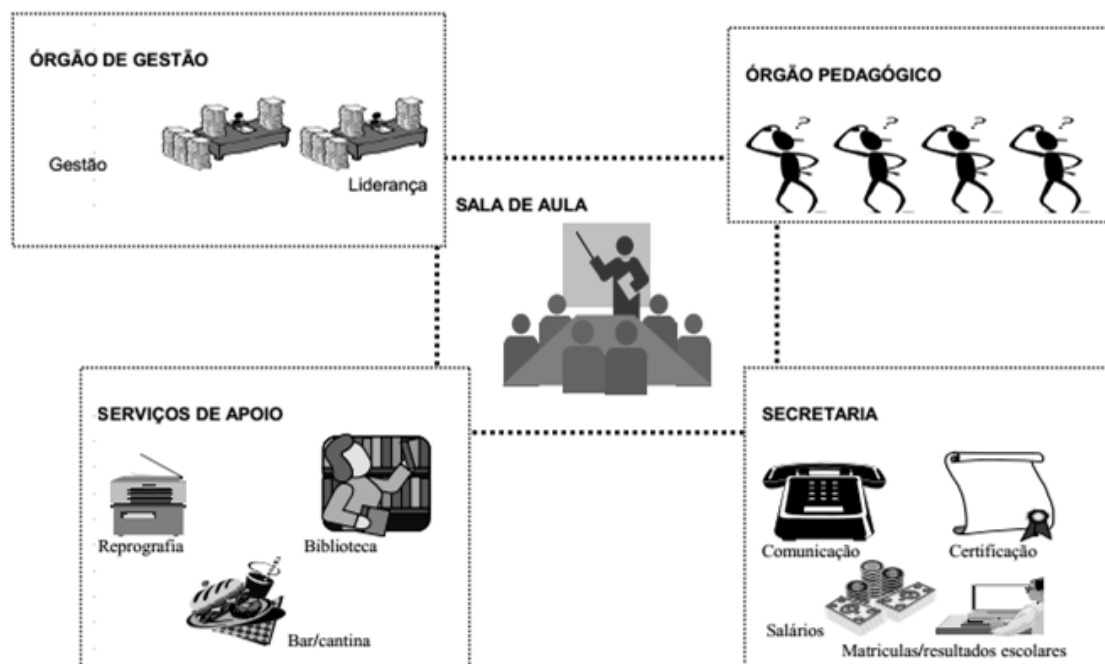 ÓRGÃO DE GESTÃO
Gestão
Liderança
ÓRGÃO PEDAGÓGICO
? ? ? ?
SALA DE AULA
SERVIÇOS DE APOIO
Reprografia
Biblioteca
Bar/cantina
SECRETARIA
Comunicação
Certificação
Salários
Matriculas/resultados escolares